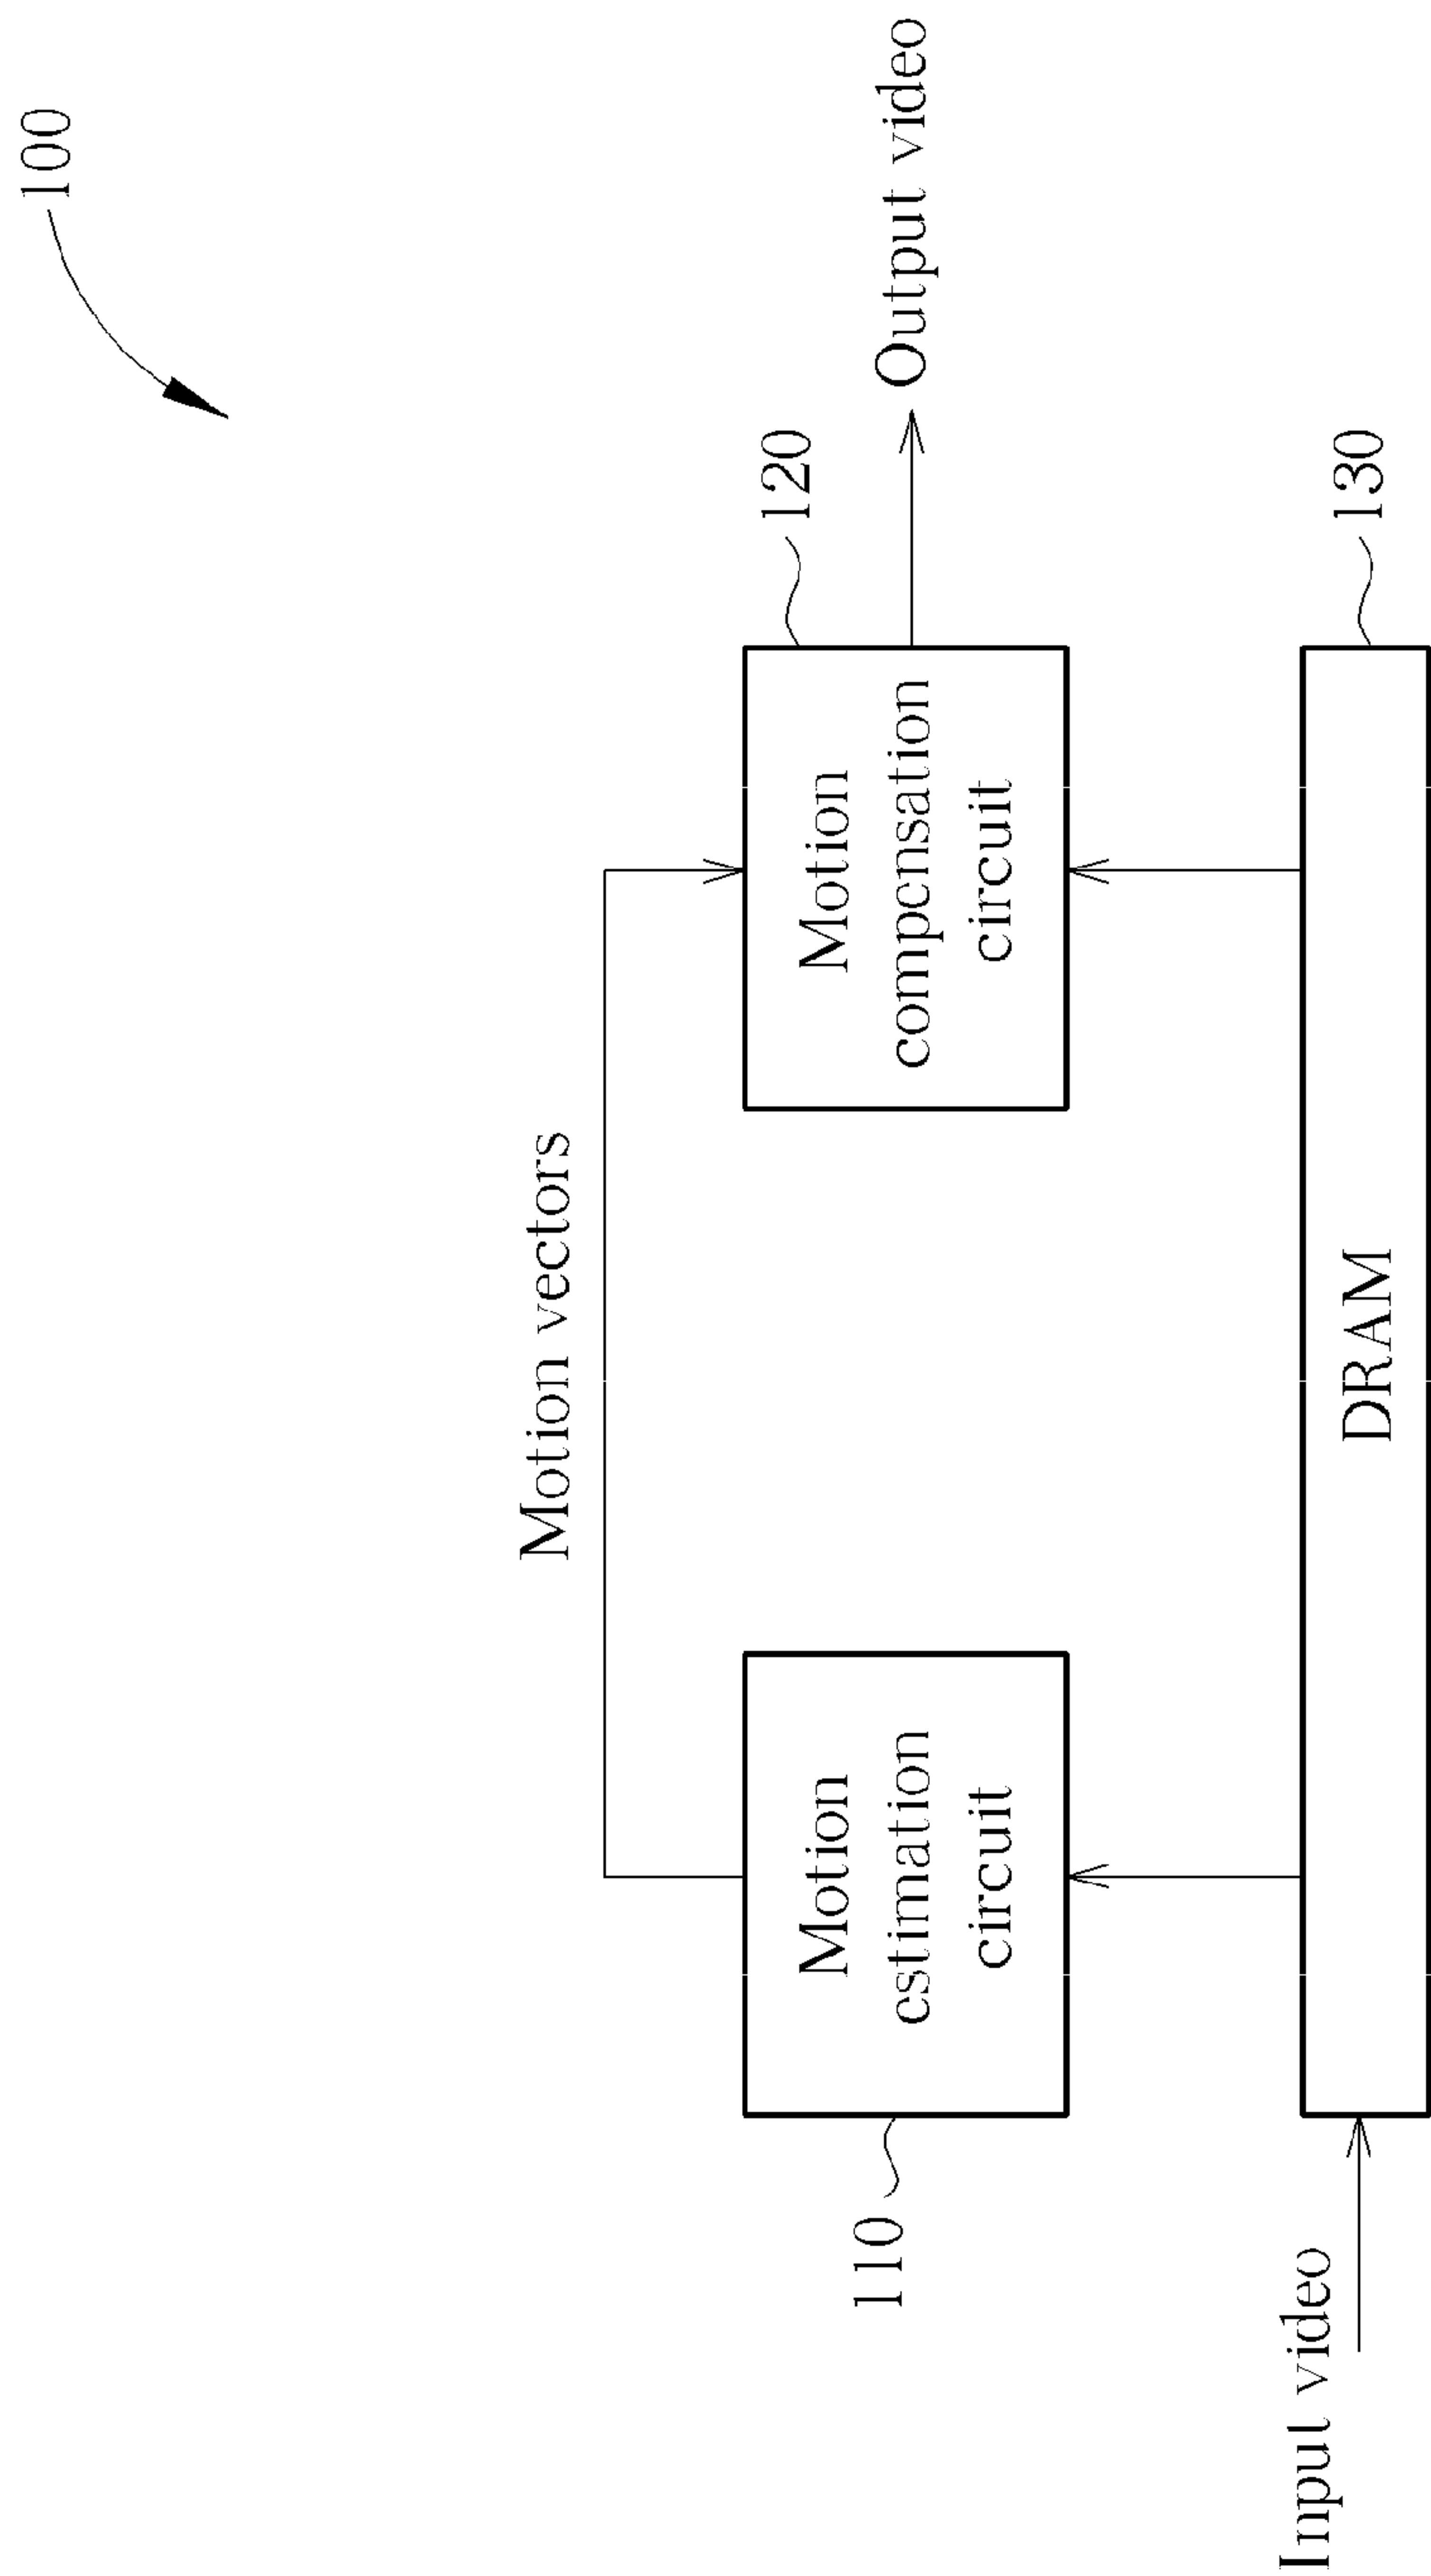 100
Motion vectors
110
Motion
estimation
circuit
Motion
compensation
circuit
120
Output video
Input video
DRAM
130